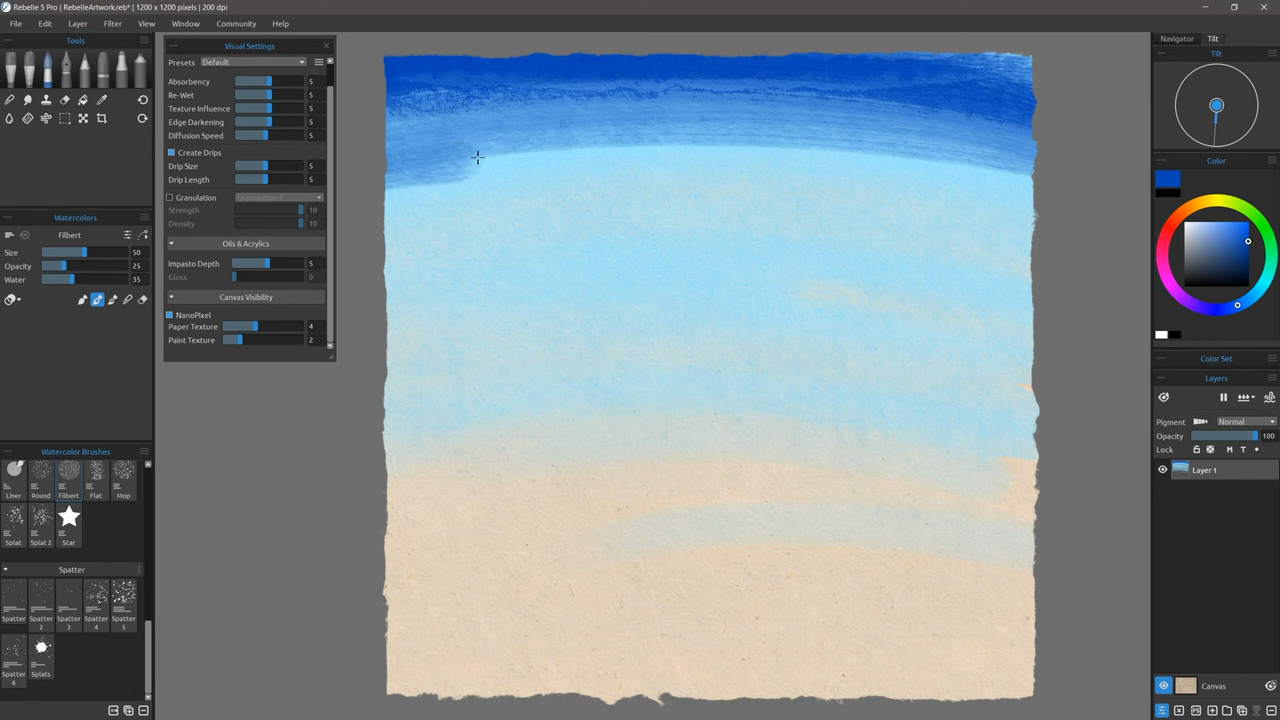 Rebelle 5 Pro | RebelleArtwork.reb* | 1200 x 1200 pixels | 200 dpi
File Edit Layer Filter View Window Community Help
Tools
Watercolors
Filbert
Size 50
Opacity 25
Water 35
Watercolor Brushes
Liner Round Filbert Flat Mop
Splat Splat 2 Star
Spatter
Spatter Spatter 2 Spatter 3 Spatter 4 Spatter 5
Spatter 6 Splats
Visual Settings
Presets Default
Absorbency 5
Re-Wet 5
Texture Influence 5
Edge Darkening 5
Diffusion Speed 5
Create Drips
Drip Size 5
Drip Length 5
Granulation Granulation 1
Strength 10
Density 10
Oils & Acrylics
Impasto Depth 5
Gloss 0
Canvas Visibility
NanoPixel
Paper Texture 4
Paint Texture 2
Navigator Tilt
Tilt
Color
Color Set
Layers
Pigment Normal
Opacity 100
Lock M T
Layer 1
Canvas
PS